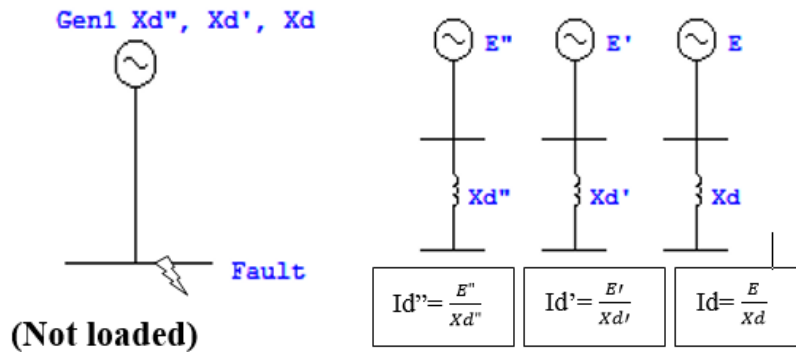 Gen1 Xd", Xd', Xd
Fault
(Not loaded)
E" E' E
Xd" Xd' Xd
Id”= E"/Xd" Id’= E′/Xd′ Id= E/Xd